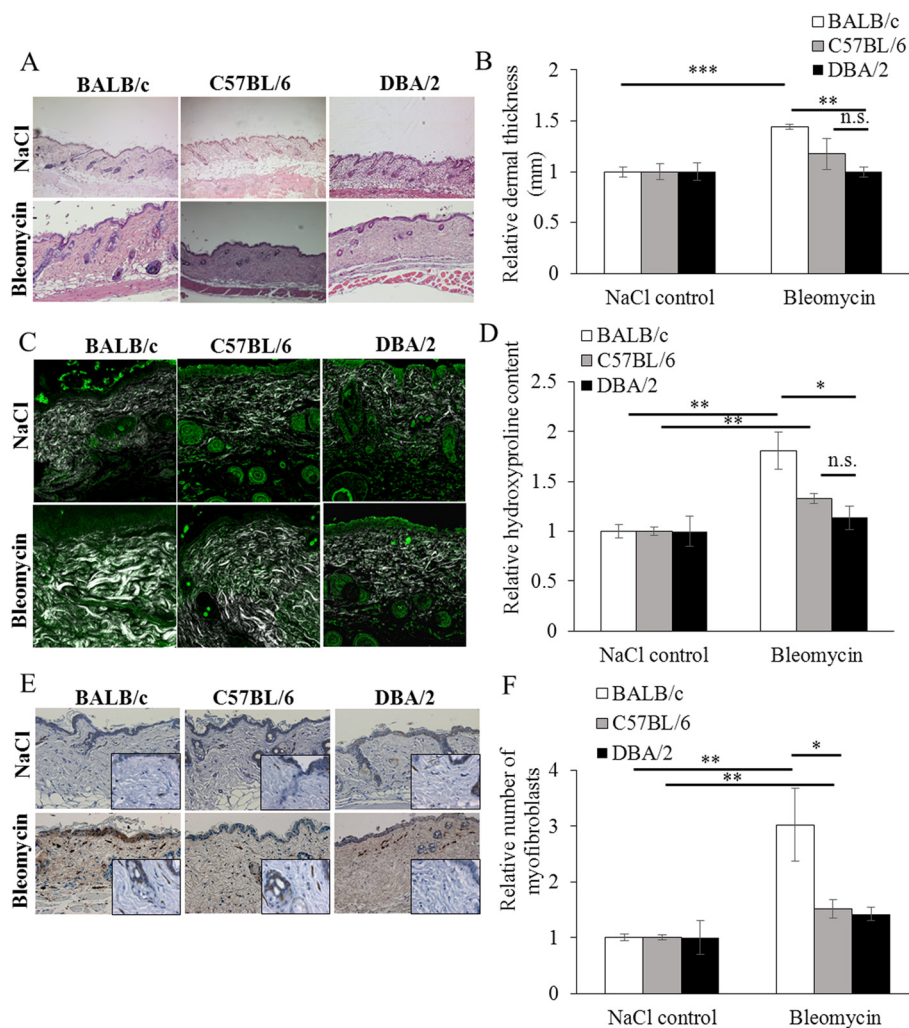 A
BALB/c C57BL/6 DBA/2
NaCl
Bleomycin
B
BALB/c
C57BL/6
DBA/2
Relative dermal thickness
(mm)
2
1.5
1
0.5
0
***
**
n.s.
NaCl control Bleomycin
C
BALB/c C57BL/6 DBA/2
NaCl
Bleomycin
D
BALB/c
C57BL/6
DBA/2
Relative hydroxyproline content
2.5
2
1.5
1
0.5
0
**
**
*
n.s.
NaCl control Bleomycin
E
BALB/c C57BL/6 DBA/2
NaCl
Bleomycin
F
BALB/c
C57BL/6
DBA/2
Relative number of
myofibroblasts
4
3
2
1
0
**
**
*
NaCl control Bleomycin